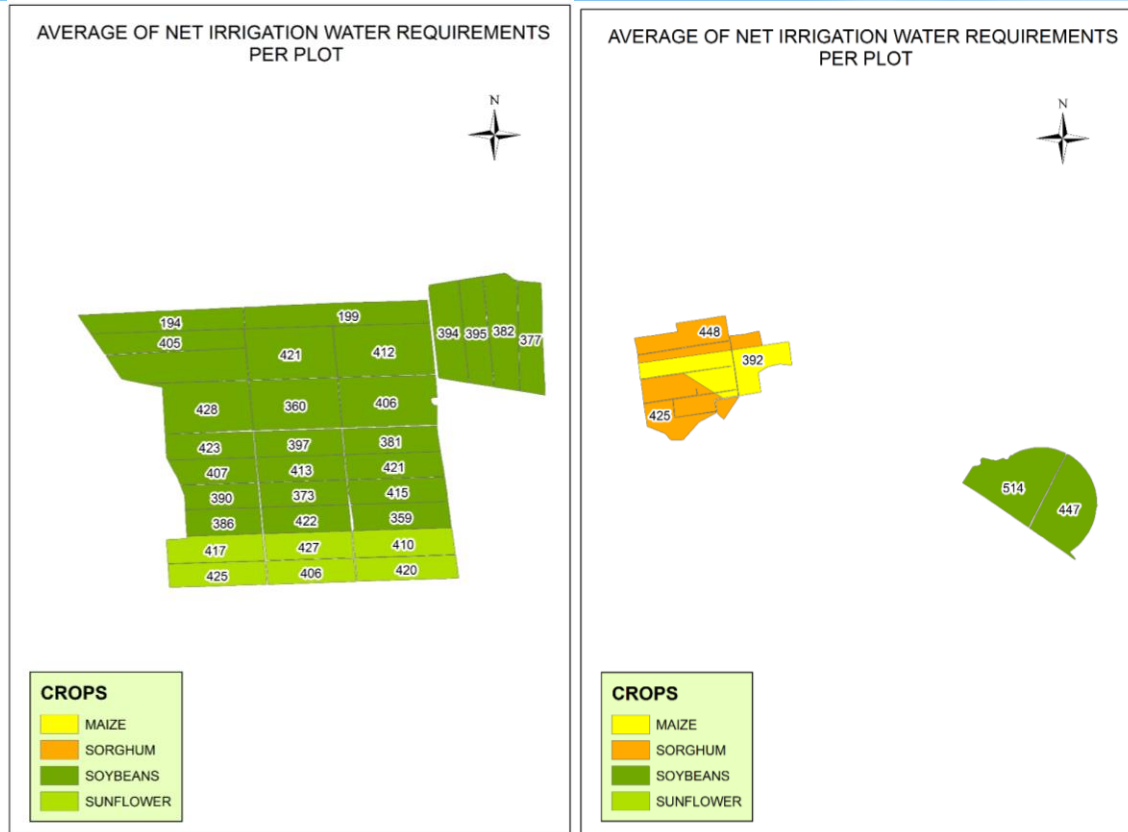 AVERAGE OF NET IRRIGATION WATER REQUIREMENTS
PER PLOT
N
194
199
405
421
412
394
395
382
377
428
360
406
423
397
381
407
413
421
390
373
415
386
422
359
417
427
410
425
406
420
CROPS
MAIZE
SORGHUM
SOYBEANS
SUNFLOWER
AVERAGE OF NET IRRIGATION WATER REQUIREMENTS
PER PLOT
N
448
392
425
514
447
CROPS
MAIZE
SORGHUM
SOYBEANS
SUNFLOWER